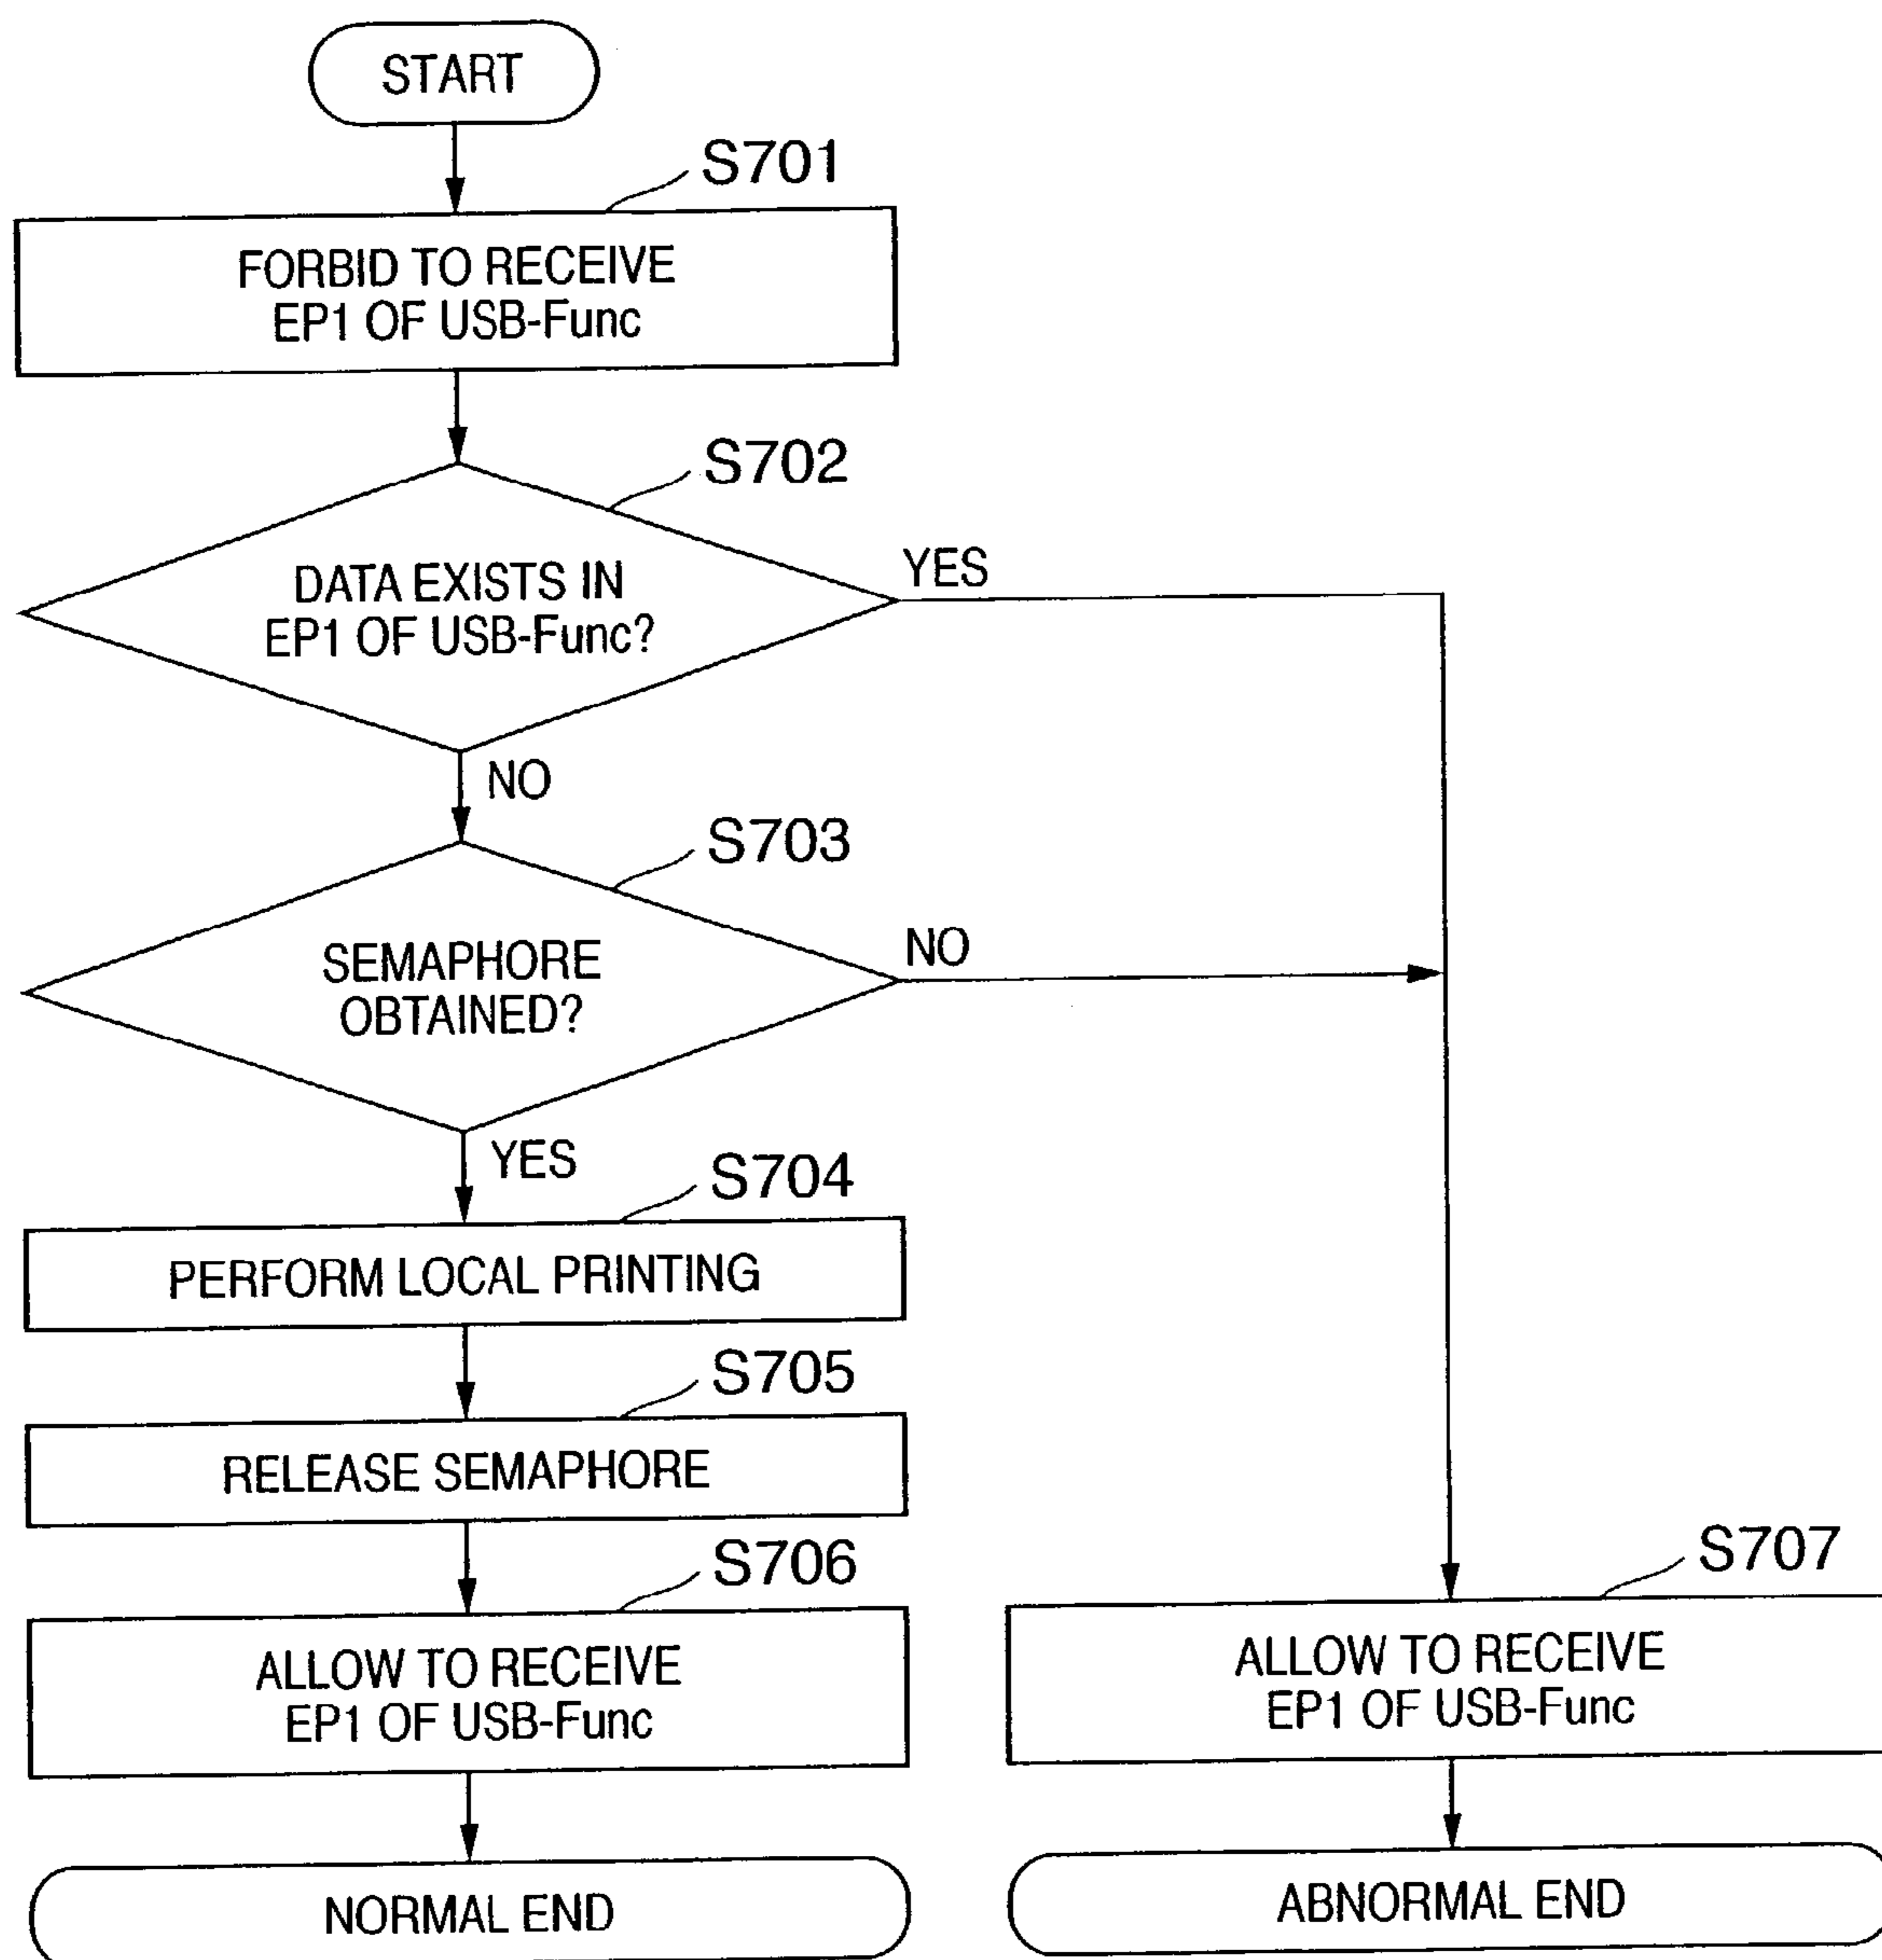 START
S701
FORBID TO RECEIVE
EP1 OF USB-Func
S702
DATA EXISTS IN
EP1 OF USB-Func?
YES
NO
S703
SEMAPHORE
OBTAINED?
NO
YES
S704
PERFORM LOCAL PRINTING
S705
RELEASE SEMAPHORE
S706
ALLOW TO RECEIVE
EP1 OF USB-Func
S707
ALLOW TO RECEIVE
EP1 OF USB-Func
NORMAL END
ABNORMAL END